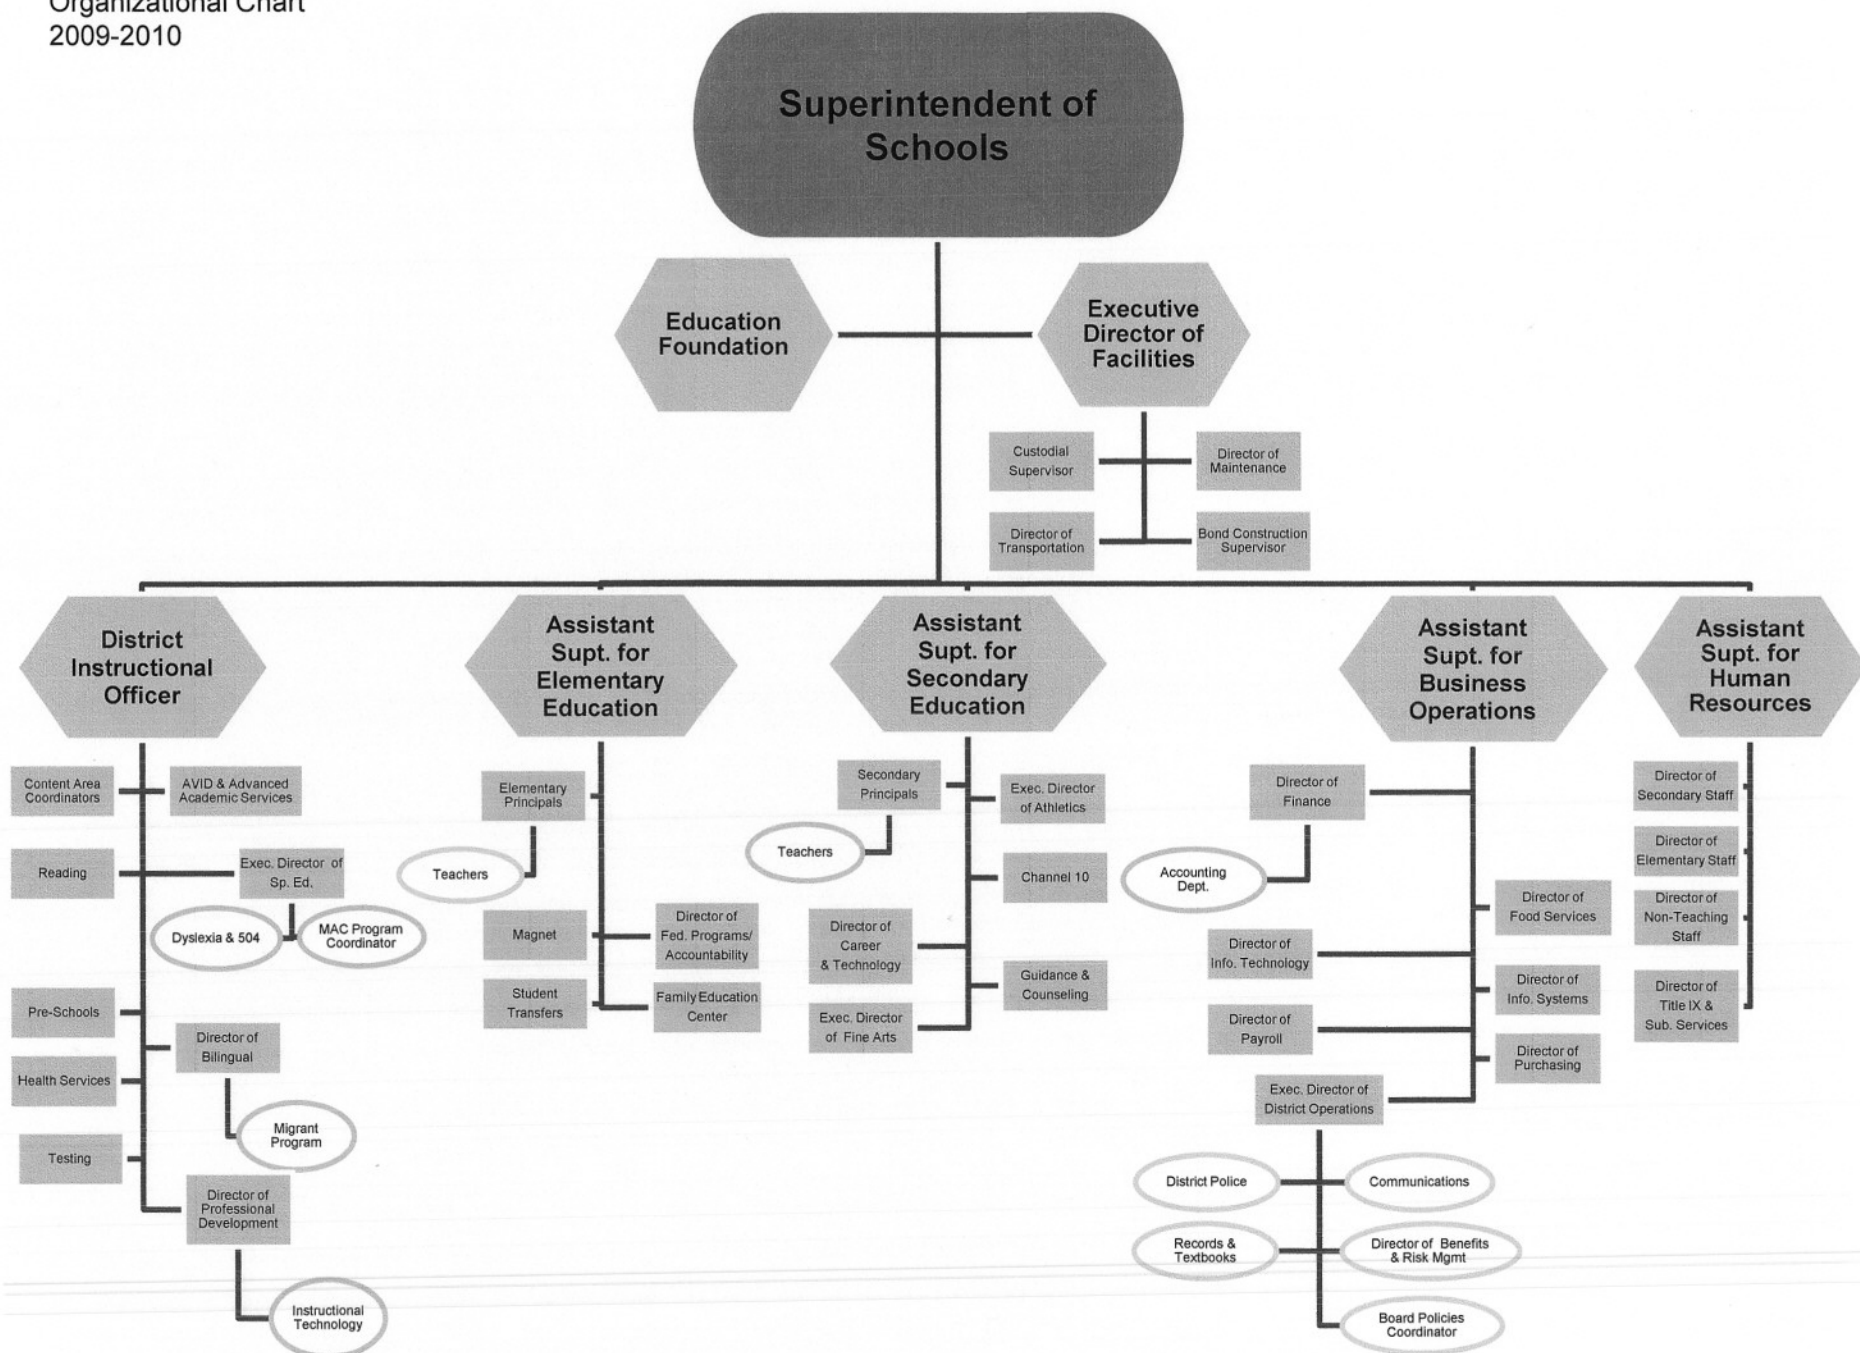 Organizational Chart
2009-2010
Superintendent of
Schools
Education
Foundation
Executive
Director of
Facilities
Custodial
Supervisor
Director of
Maintenance
Director of
Transportation
Bond Construction
Supervisor
District
Instructional
Officer
Assistant
Supt. for
Elementary
Education
Assistant
Supt. for
Secondary
Education
Assistant
Supt. for
Business
Operations
Assistant
Supt. for
Human
Resources
Content Area
Coordinators
AVID & Advanced
Academic Services
Reading
Exec. Director of
Sp. Ed.
Dyslexia & 504
MAC Program
Coordinator
Pre-Schools
Director of
Bilingual
Health Services
Migrant
Program
Testing
Director of
Professional
Development
Instructional
Technology
Elementary
Principals
Teachers
Magnet
Director of
Fed. Programs/
Accountability
Student
Transfers
Family Education
Center
Secondary
Principals
Exec. Director
of Athletics
Teachers
Channel 10
Director of
Career
& Technology
Guidance &
Counseling
Exec. Director
of Fine Arts
Director of
Finance
Accounting
Dept.
Director of
Food Services
Director of
Info. Technology
Director of
Info. Systems
Director of
Payroll
Director of
Purchasing
Exec. Director of
District Operations
District Police
Communications
Records &
Textbooks
Director of Benefits
& Risk Mgmt
Board Policies
Coordinator
Director of
Secondary Staff
Director of
Elementary Staff
Director of
Non-Teaching
Staff
Director of
Title IX &
Sub. Services